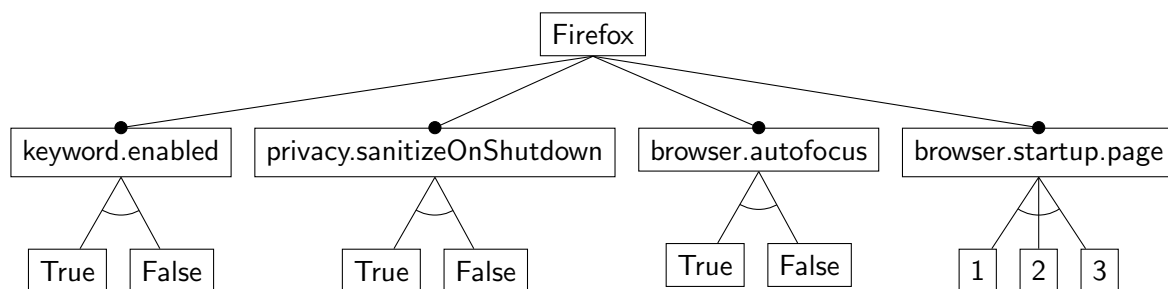 Firefox
keyword.enabled
privacy.sanitizeOnShutdown
browser.autofocus
browser.startup.page
True
False
True
False
True
False
1
2
3